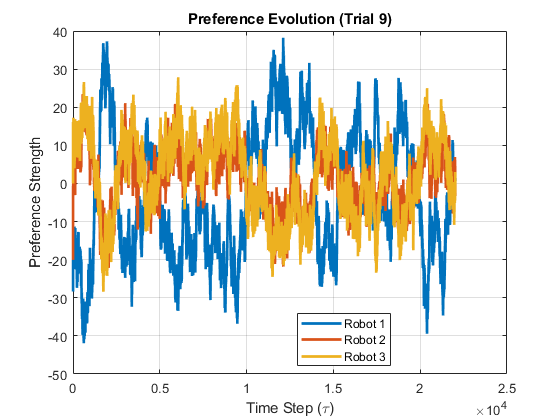 Preference Evolution (Trial 9)
Preference Strength
40
30
20
10
0
-10
-20
-30
-40
-50
Robot 1
Robot 2
Robot 3
0 0.5 1 1.5 2 2.5
Time Step (τ)
×10⁴